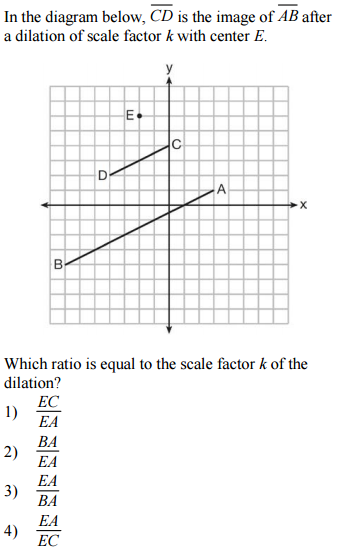 In the diagram below, CD is the image of AB after
a dilation of scale factor k with center E.
y
E
C
D
A
x
B
Which ratio is equal to the scale factor k of the
dilation?
1) EC/EA
2) BA/EA
3) EA/BA
4) EA/EC